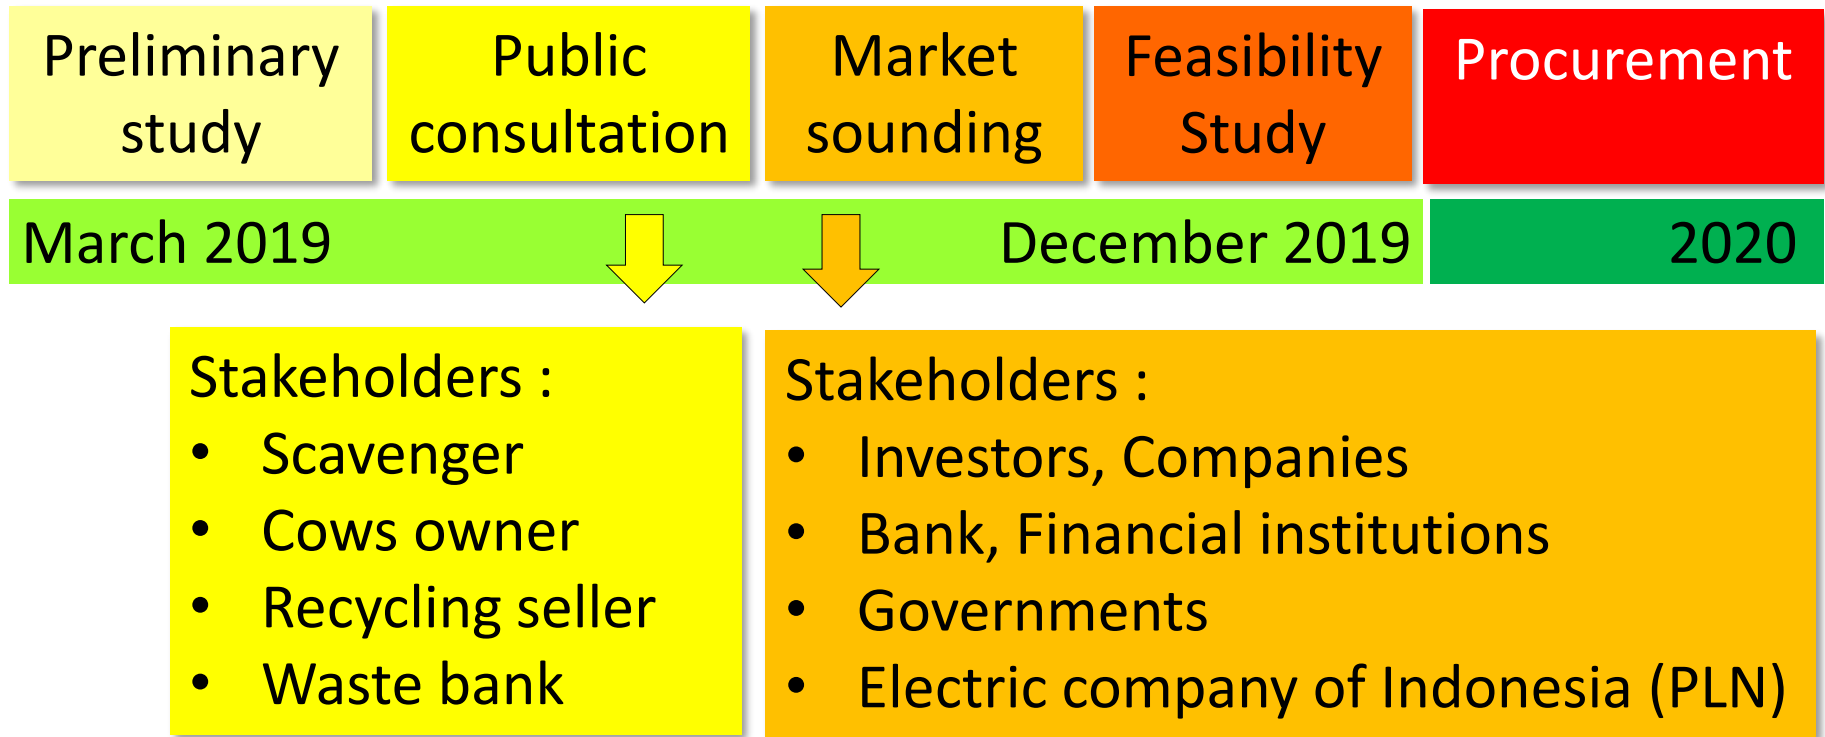 Preliminary
study
Public
consultation
Market
sounding
Feasibility
Study
Procurement
March 2019
December 2019
2020
Stakeholders :
• Scavenger
• Cows owner
• Recycling seller
• Waste bank
Stakeholders :
• Investors, Companies
• Bank, Financial institutions
• Governments
• Electric company of Indonesia (PLN)